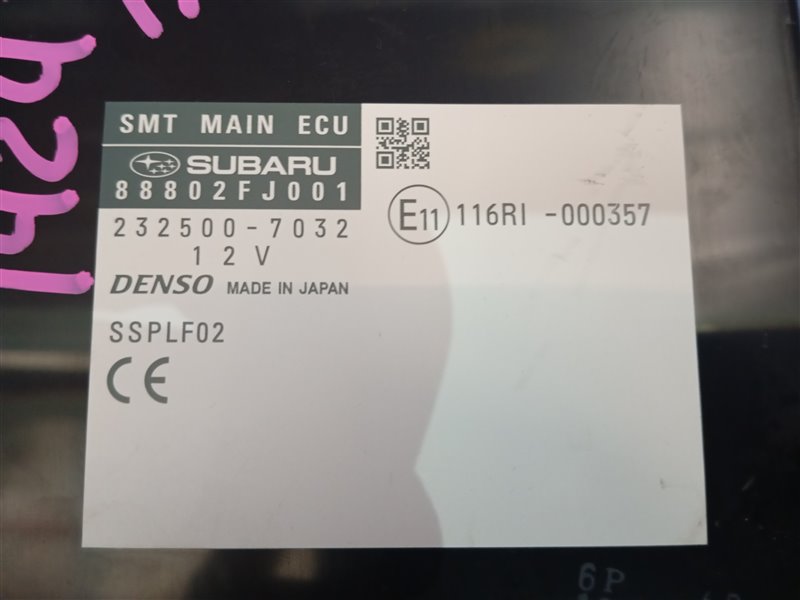 SMT MAIN ECU
SUBARU
88802FJ001
232500-7032
12V
DENSO MADE IN JAPAN
SSPLF02
CE
E11 116RI -000357
6P